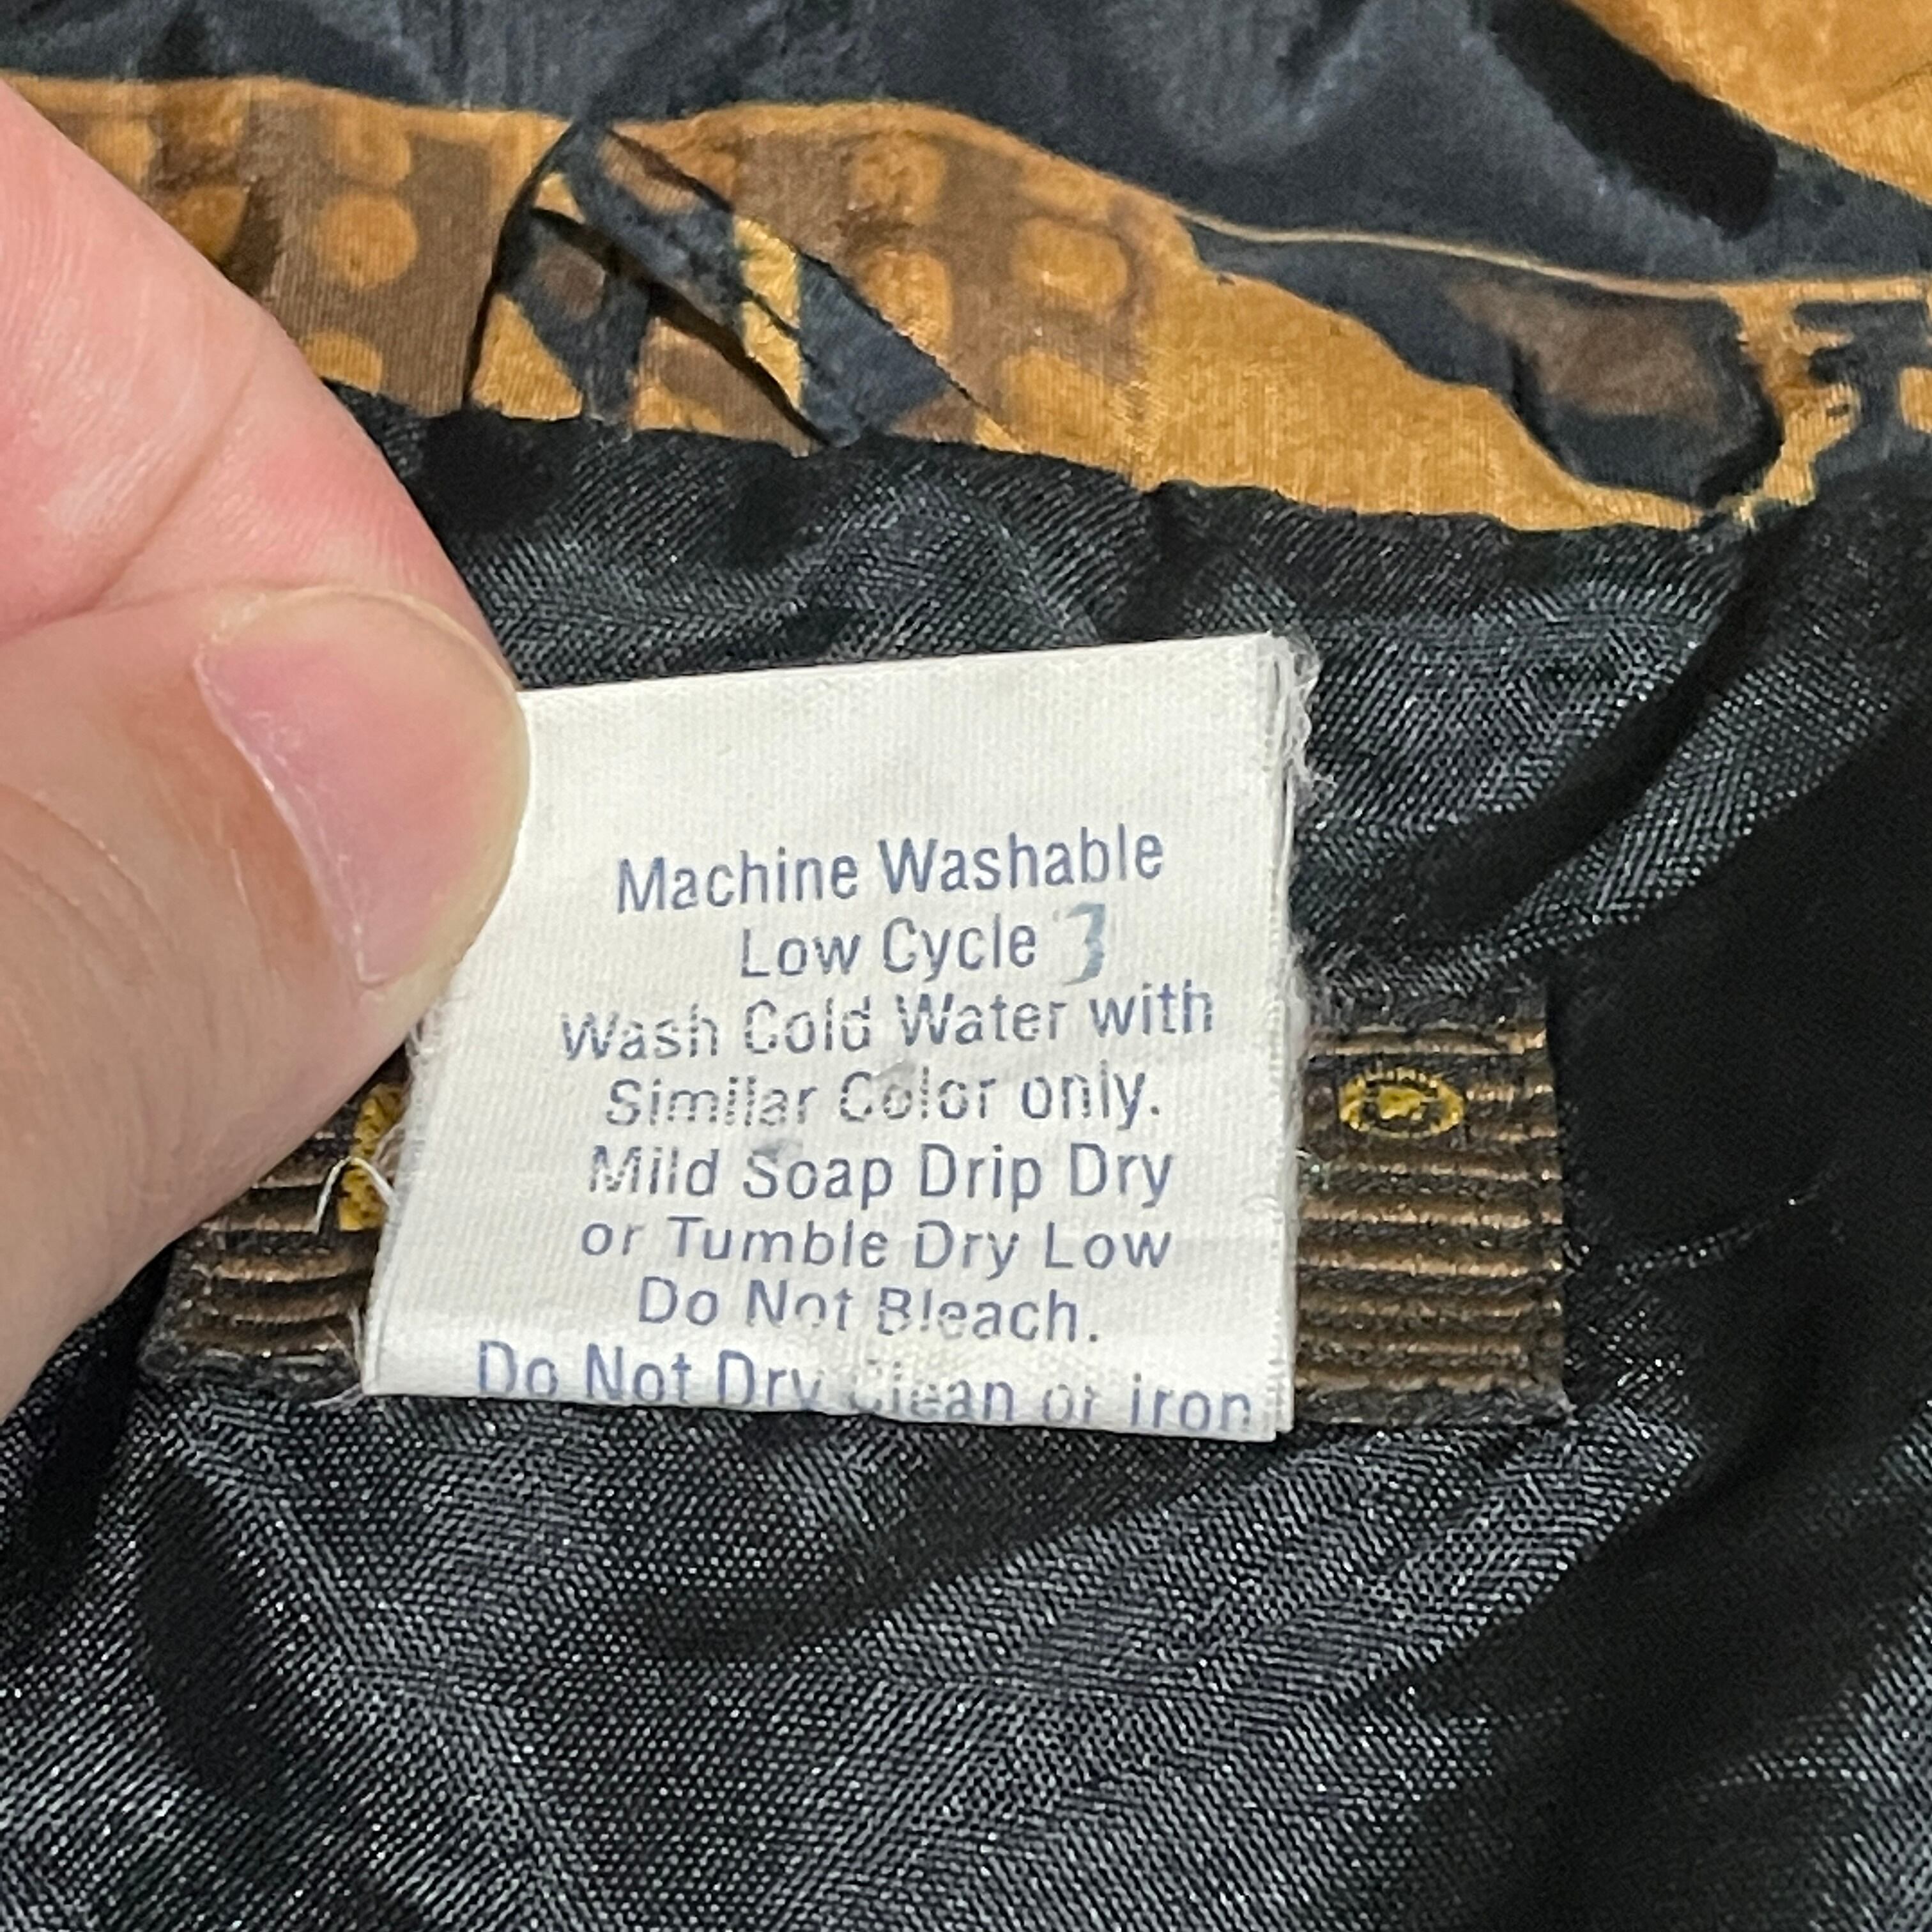 Machine Washable
Low Cycle
Wash Cold Water with
Similar Color only.
Mild Soap Drip Dry
or Tumble Dry Low
Do Not Bleach.
Do Not Dry Clean or iron